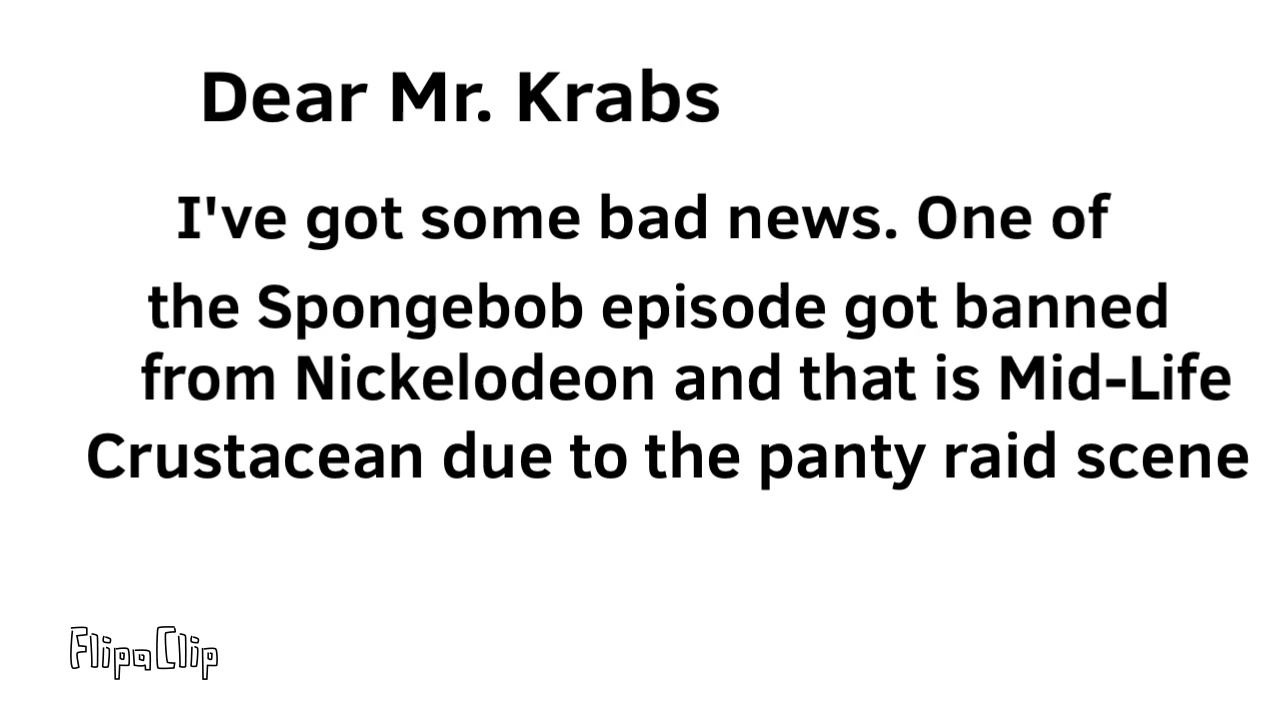 Dear Mr. Krabs
I've got some bad news. One of
the Spongebob episode got banned
from Nickelodeon and that is Mid-Life
Crustacean due to the panty raid scene
FlipaClip